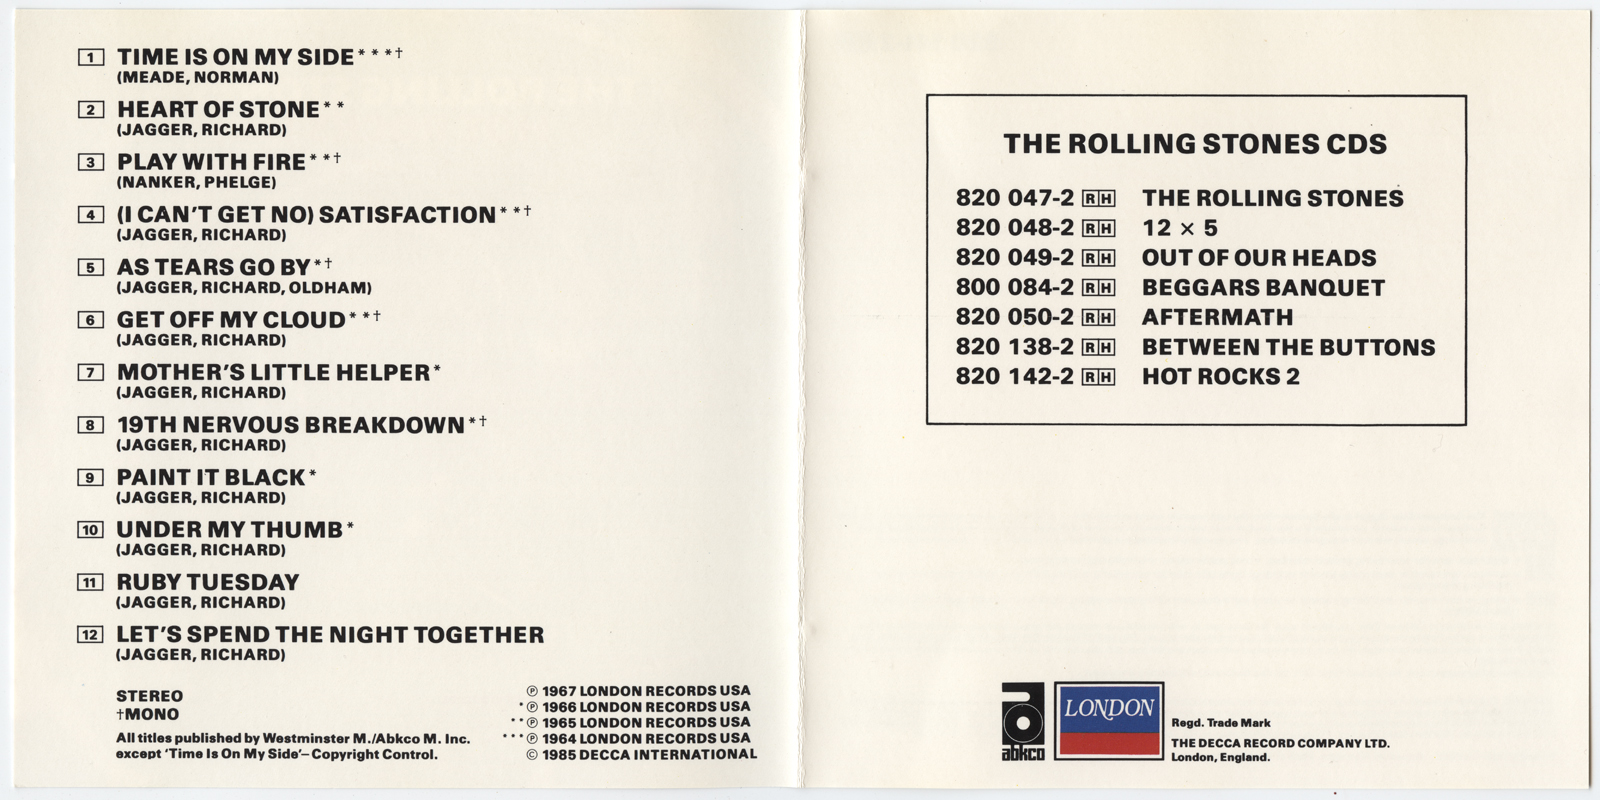 1 TIME IS ON MY SIDE***†
(MEADE, NORMAN)
2 HEART OF STONE**
(JAGGER, RICHARD)
3 PLAY WITH FIRE**†
(NANKER, PHELGE)
4 (I CAN'T GET NO) SATISFACTION**†
(JAGGER, RICHARD)
5 AS TEARS GO BY*†
(JAGGER, RICHARD, OLDHAM)
6 GET OFF MY CLOUD**†
(JAGGER, RICHARD)
7 MOTHER'S LITTLE HELPER*
(JAGGER, RICHARD)
8 19TH NERVOUS BREAKDOWN*†
(JAGGER, RICHARD)
9 PAINT IT BLACK*
(JAGGER, RICHARD)
10 UNDER MY THUMB*
(JAGGER, RICHARD)
11 RUBY TUESDAY
(JAGGER, RICHARD)
12 LET'S SPEND THE NIGHT TOGETHER
(JAGGER, RICHARD)
STEREO
†MONO
All titles published by Westminster M./Abkco M. Inc.
except 'Time Is On My Side'–Copyright Control.
℗ 1967 LONDON RECORDS USA
*℗ 1966 LONDON RECORDS USA
**℗ 1965 LONDON RECORDS USA
***℗ 1964 LONDON RECORDS USA
© 1985 DECCA INTERNATIONAL
THE ROLLING STONES CDS
820 047-2 RH THE ROLLING STONES
820 048-2 RH 12 × 5
820 049-2 RH OUT OF OUR HEADS
800 084-2 RH BEGGARS BANQUET
820 050-2 RH AFTERMATH
820 138-2 RH BETWEEN THE BUTTONS
820 142-2 RH HOT ROCKS 2
abkco
LONDON
Regd. Trade Mark
THE DECCA RECORD COMPANY LTD.
London, England.